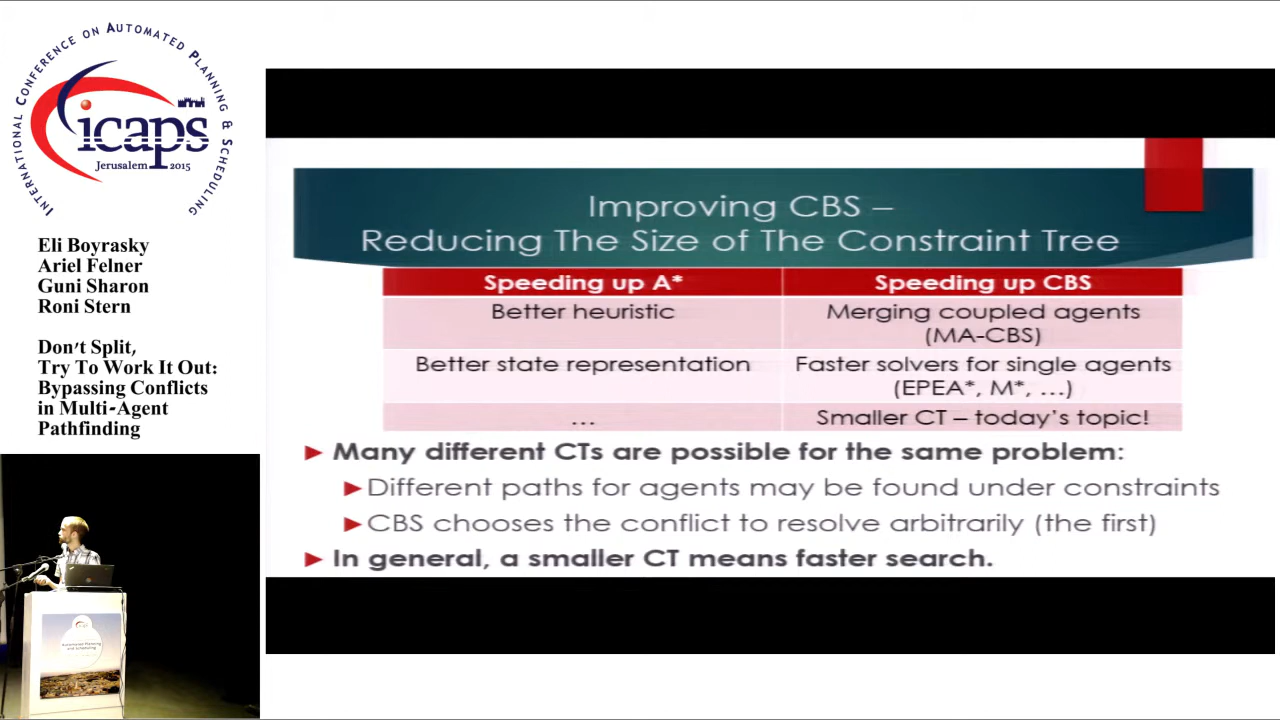 INTERNATIONAL CONFERENCE ON AUTOMATED PLANNING & SCHEDULING
icaps
Jerusalem 2015
Eli Boyrasky
Ariel Felner
Guni Sharon
Roni Stern
Don't Split,
Try To Work It Out:
Bypassing Conflicts
in Multi-Agent
Pathfinding
Improving CBS –
Reducing The Size of The Constraint Tree
Speeding up A* Speeding up CBS
Better heuristic Merging coupled agents
(MA-CBS)
Better state representation Faster solvers for single agents
(EPEA*, M*, …)
… Smaller CT – today's topic!
► Many different CTs are possible for the same problem:
► Different paths for agents may be found under constraints
► CBS chooses the conflict to resolve arbitrarily (the first)
► In general, a smaller CT means faster search.
Automated Planning
and Scheduling